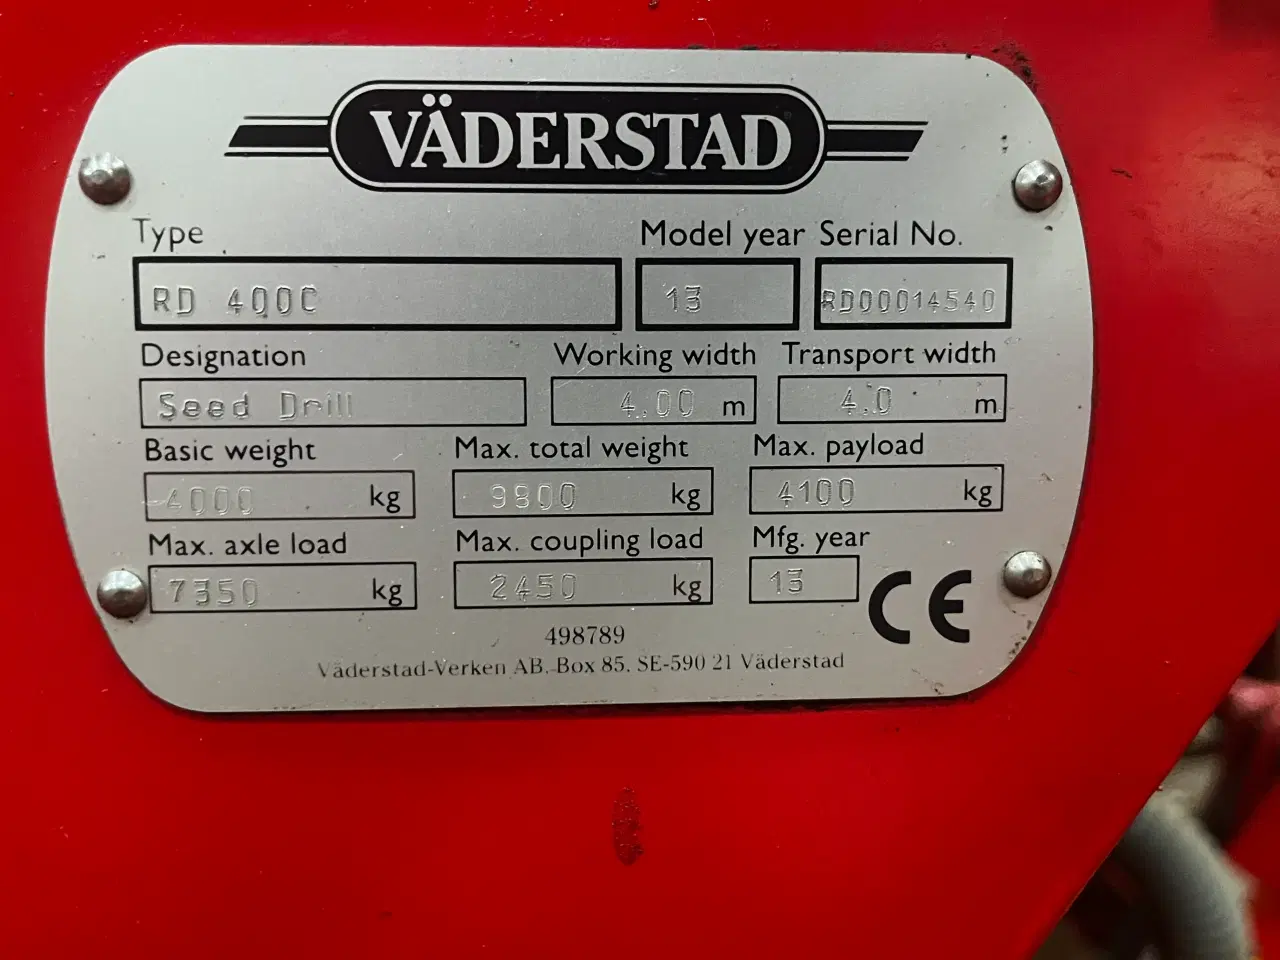 VÄDERSTAD
Type Model year Serial No.
RD 400C 13 RD00014540
Designation Working width Transport width
Seed Drill 4.00 m 4.0 m
Basic weight Max. total weight Max. payload
4000 kg 9800 kg 4100 kg
Max. axle load Max. coupling load Mfg. year
7350 kg 2450 kg 13 CE
498789
Väderstad-Verken AB. Box 85. SE-590 21 Väderstad